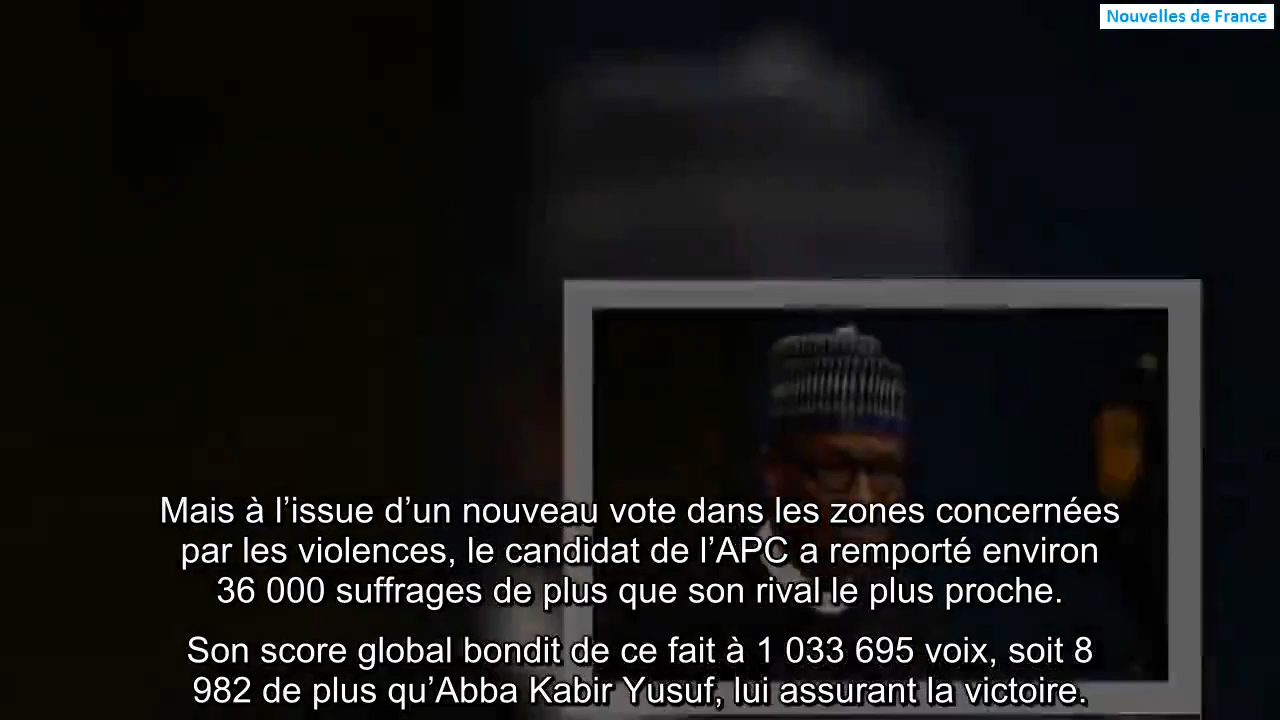 Nouvelles de France
Mais à l’issue d’un nouveau vote dans les zones concernées
par les violences, le candidat de l’APC a remporté environ
36 000 suffrages de plus que son rival le plus proche.
Son score global bondit de ce fait à 1 033 695 voix, soit 8
982 de plus qu’Abba Kabir Yusuf, lui assurant la victoire.